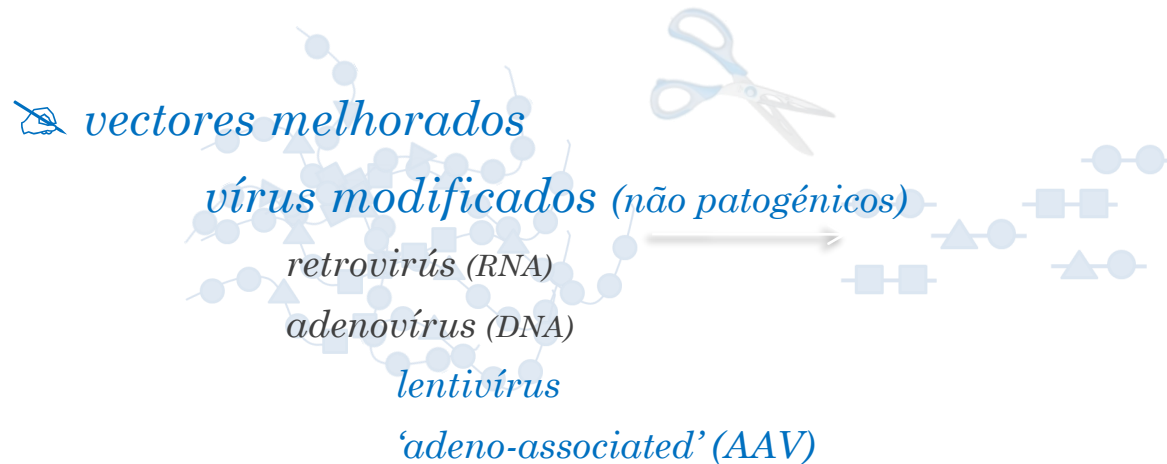 ✍ vectores melhorados
vírus modificados (não patogénicos)
retrovirús (RNA)
adenovírus (DNA)
lentivírus
‘adeno-associated’ (AAV)